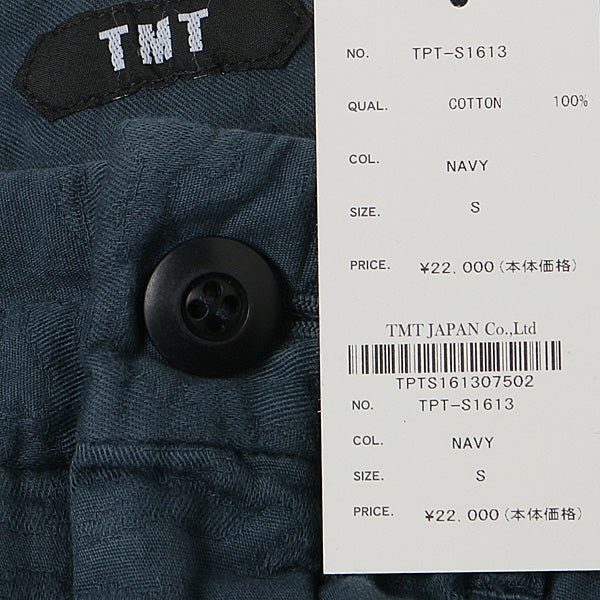 TMT
NO. TPT-S1613
QUAL. COTTON 100%
COL. NAVY
SIZE. S
PRICE. ¥22,000(本体価格)
TMT JAPAN Co.,Ltd
TPTS161307502
NO. TPT-S1613
COL. NAVY
SIZE. S
PRICE. ¥22,000(本体価格)